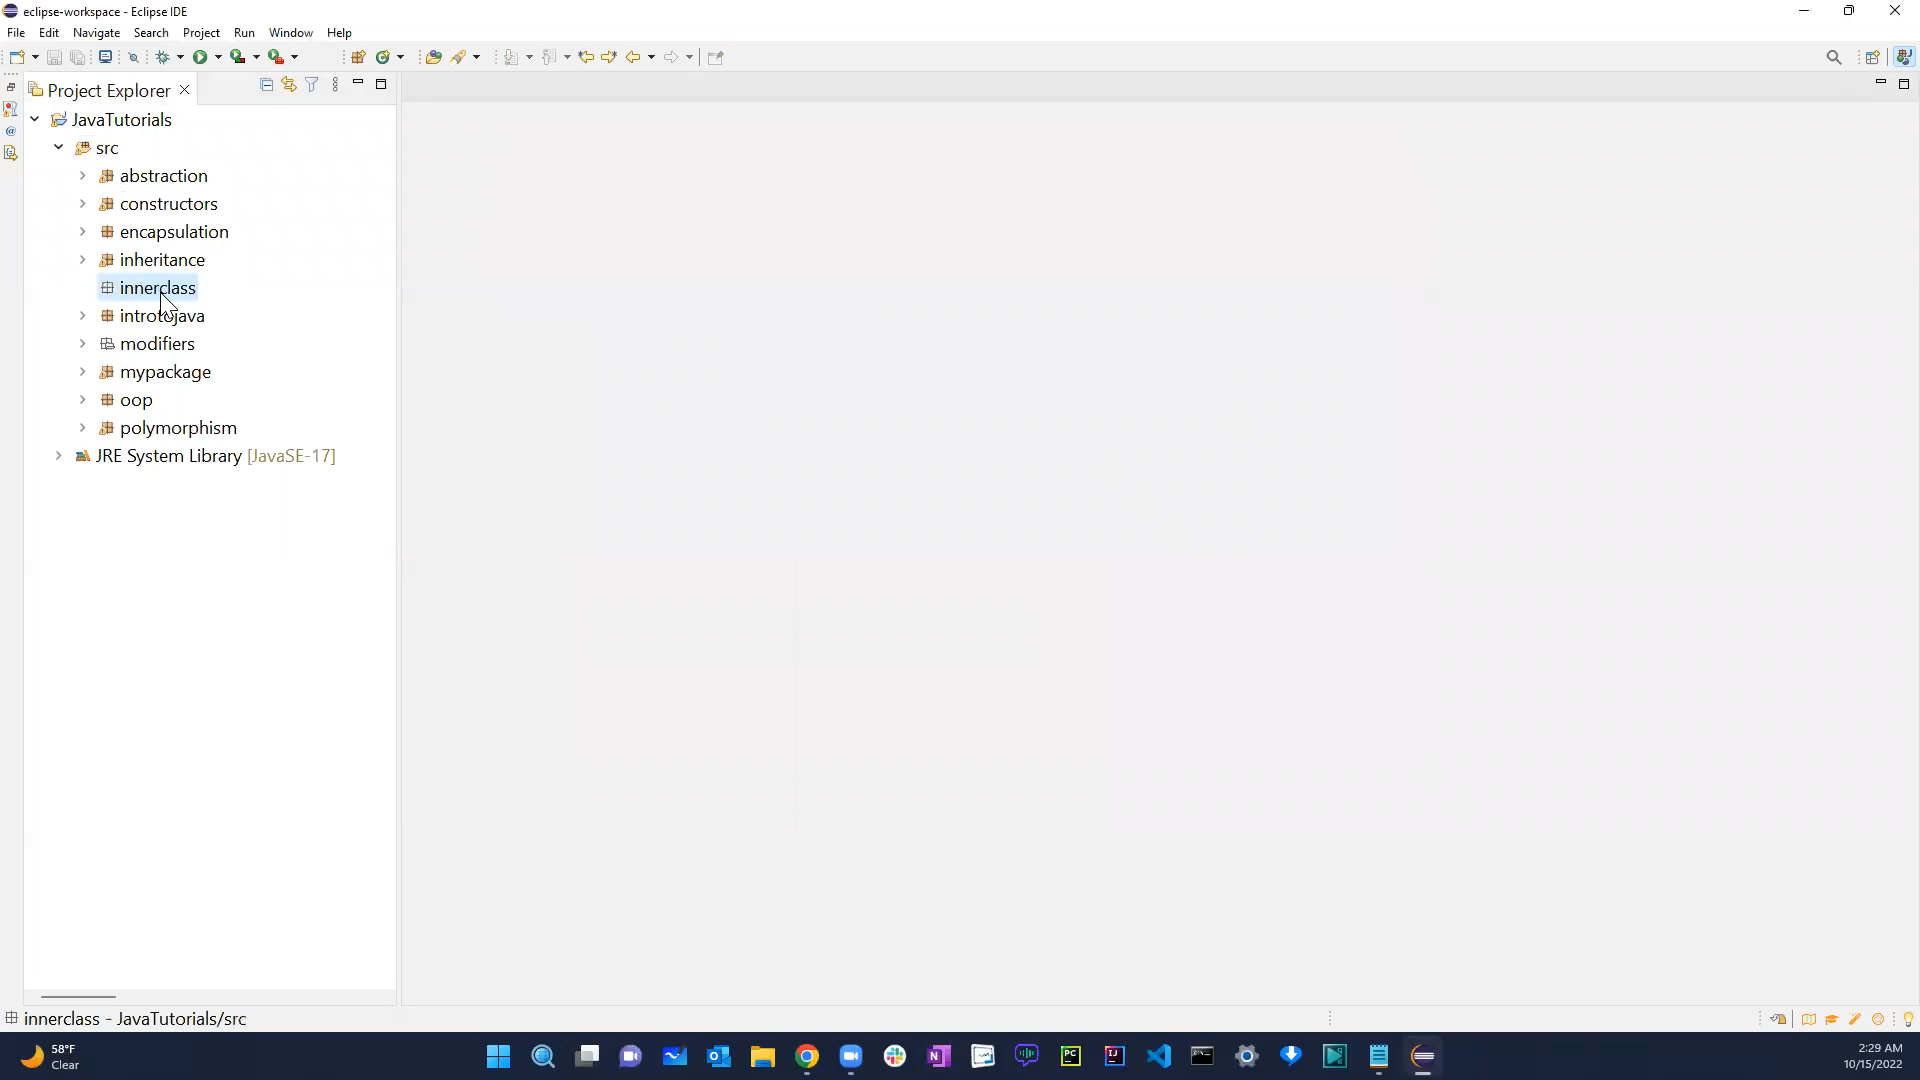 eclipse-workspace - Eclipse IDE
File Edit Navigate Search Project Run Window Help
Project Explorer
JavaTutorials
src
abstraction
constructors
encapsulation
inheritance
innerclass
introtojava
modifiers
mypackage
oop
polymorphism
JRE System Library [JavaSE-17]
innerclass - JavaTutorials/src
58°F
Clear
PC
IJ
2:29 AM
10/15/2022